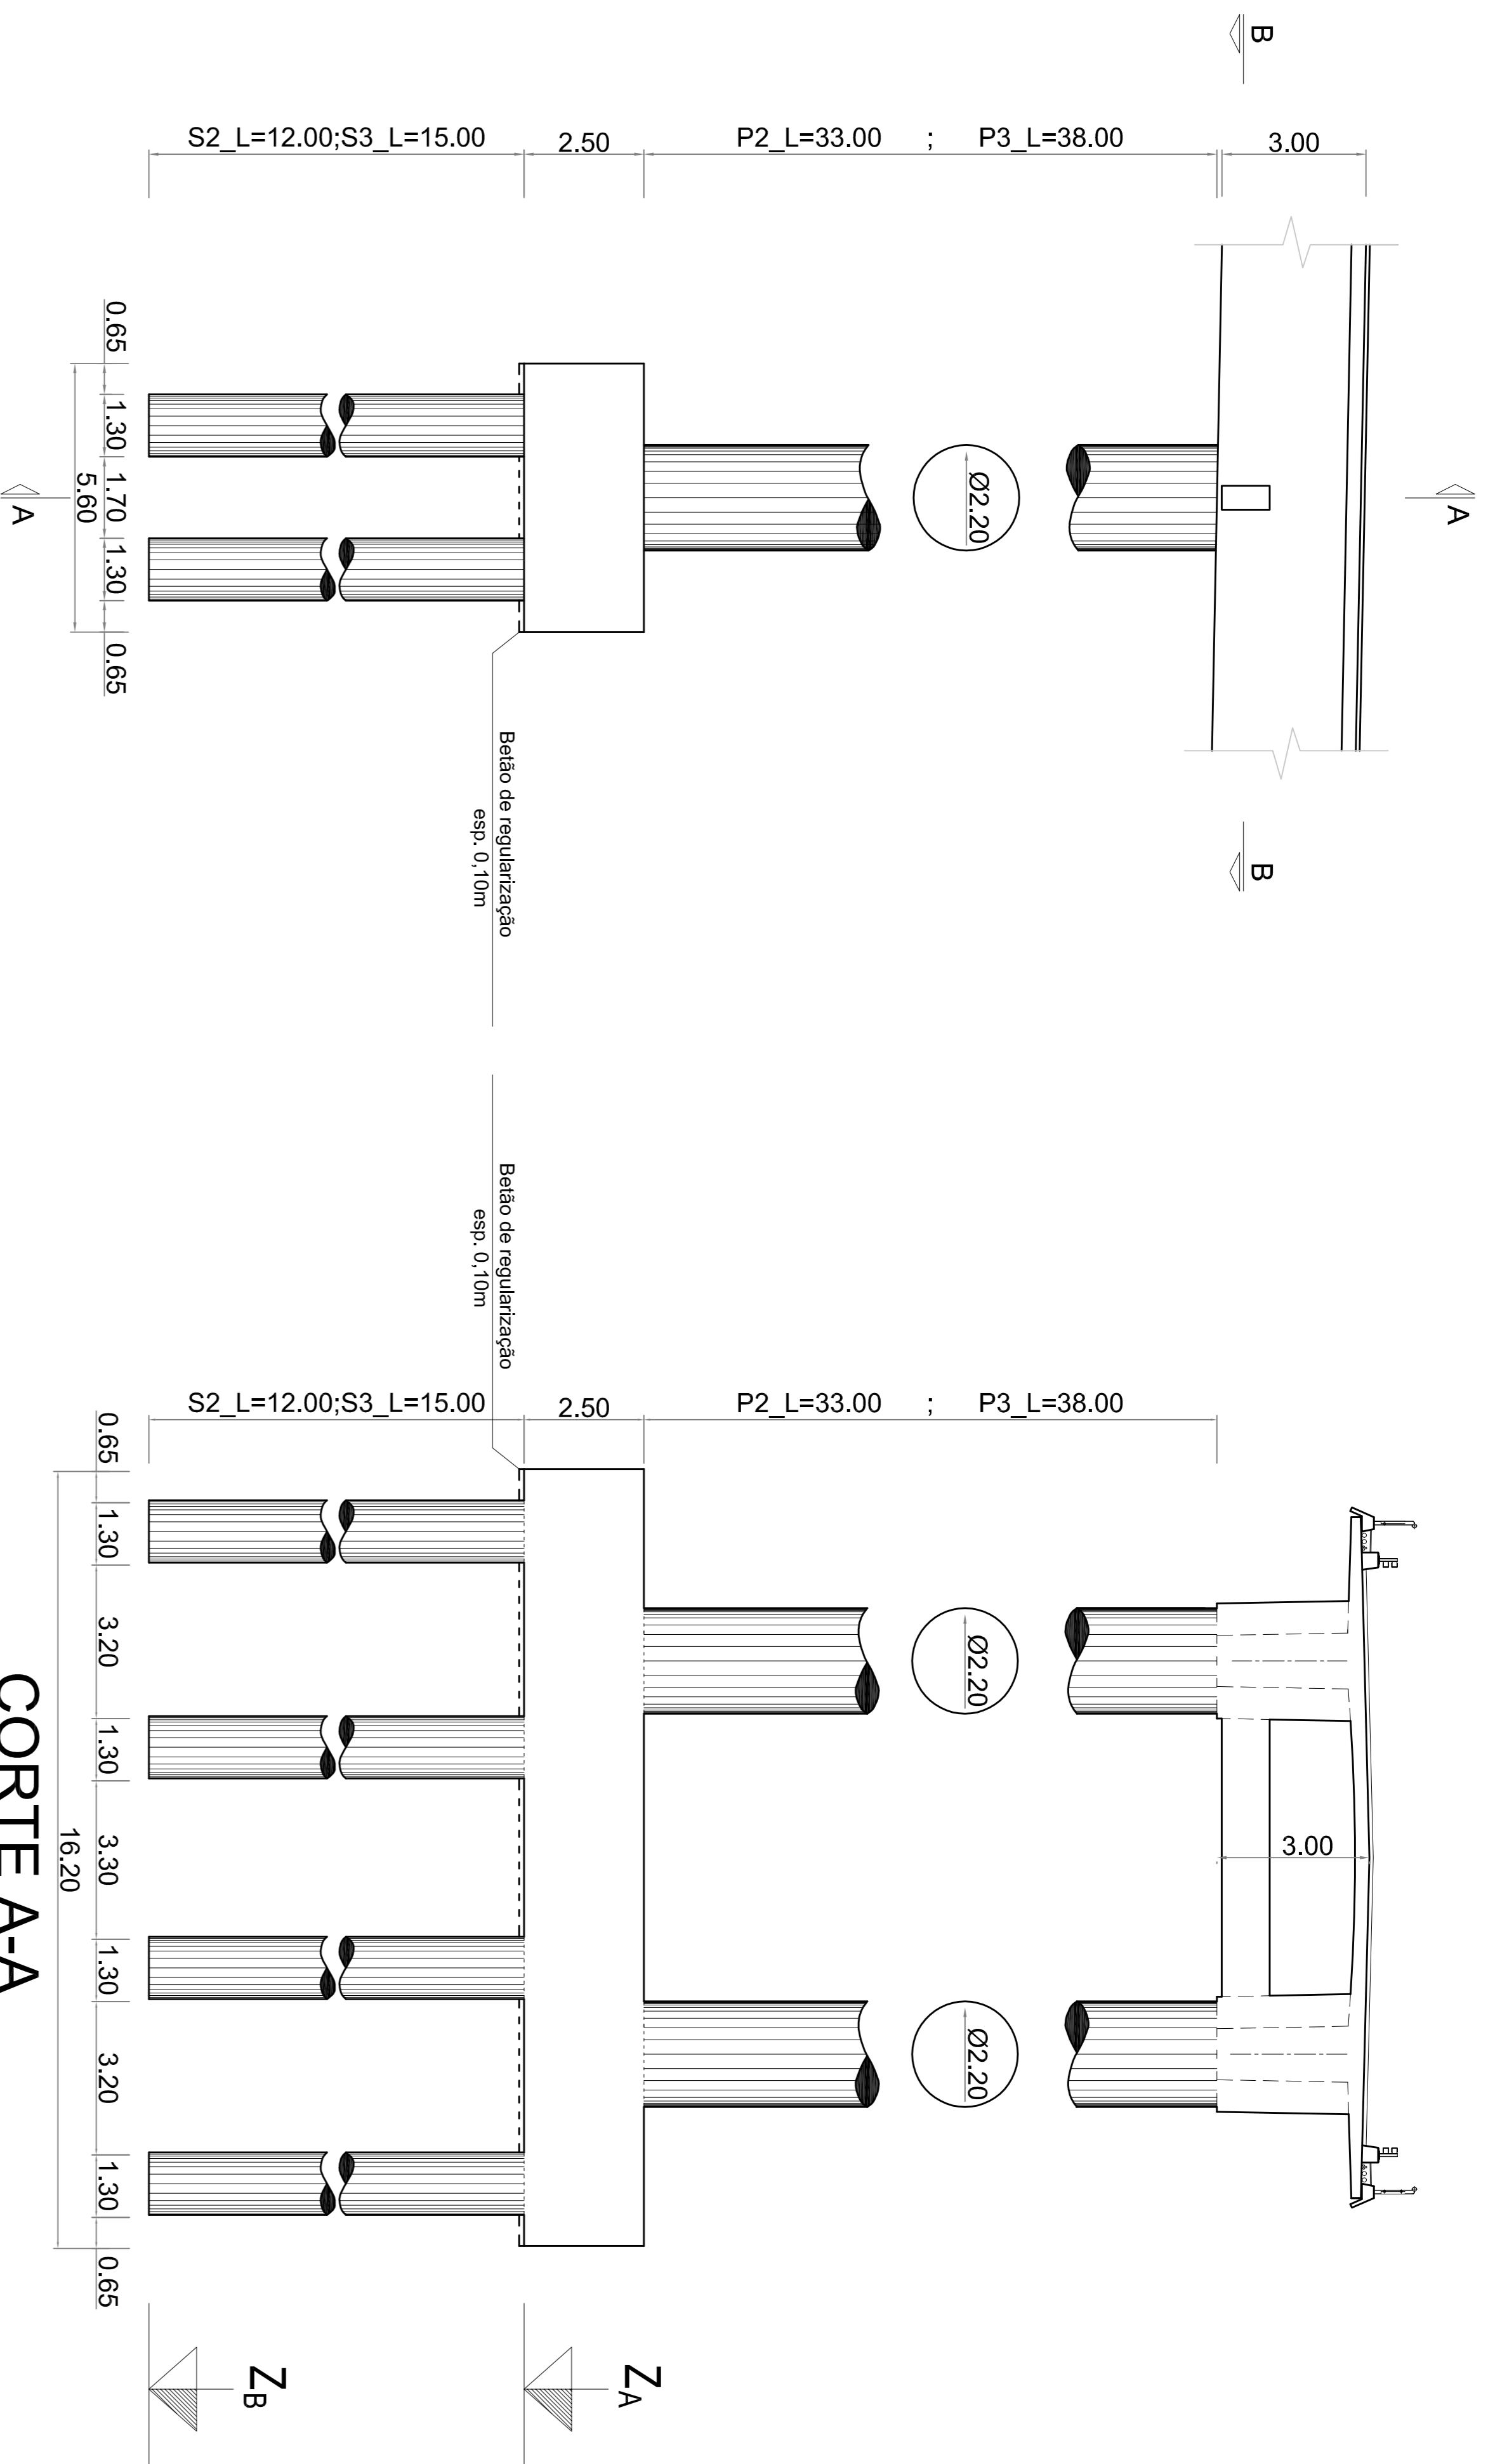 B
B
A
A
3.00
P2_L=33.00 ; P3_L=38.00
2.50
S2_L=12.00;S3_L=15.00
Ø2.20
Betão de regularização
esp. 0,10m
0.65
1.30
1.70
1.30
0.65
5.60
3.00
P2_L=33.00 ; P3_L=38.00
2.50
S2_L=12.00;S3_L=15.00
Ø2.20
Ø2.20
Betão de regularização
esp. 0,10m
0.65
1.30
3.20
1.30
3.30
1.30
3.20
1.30
0.65
16.20
ZA
ZB
CORTE A-A